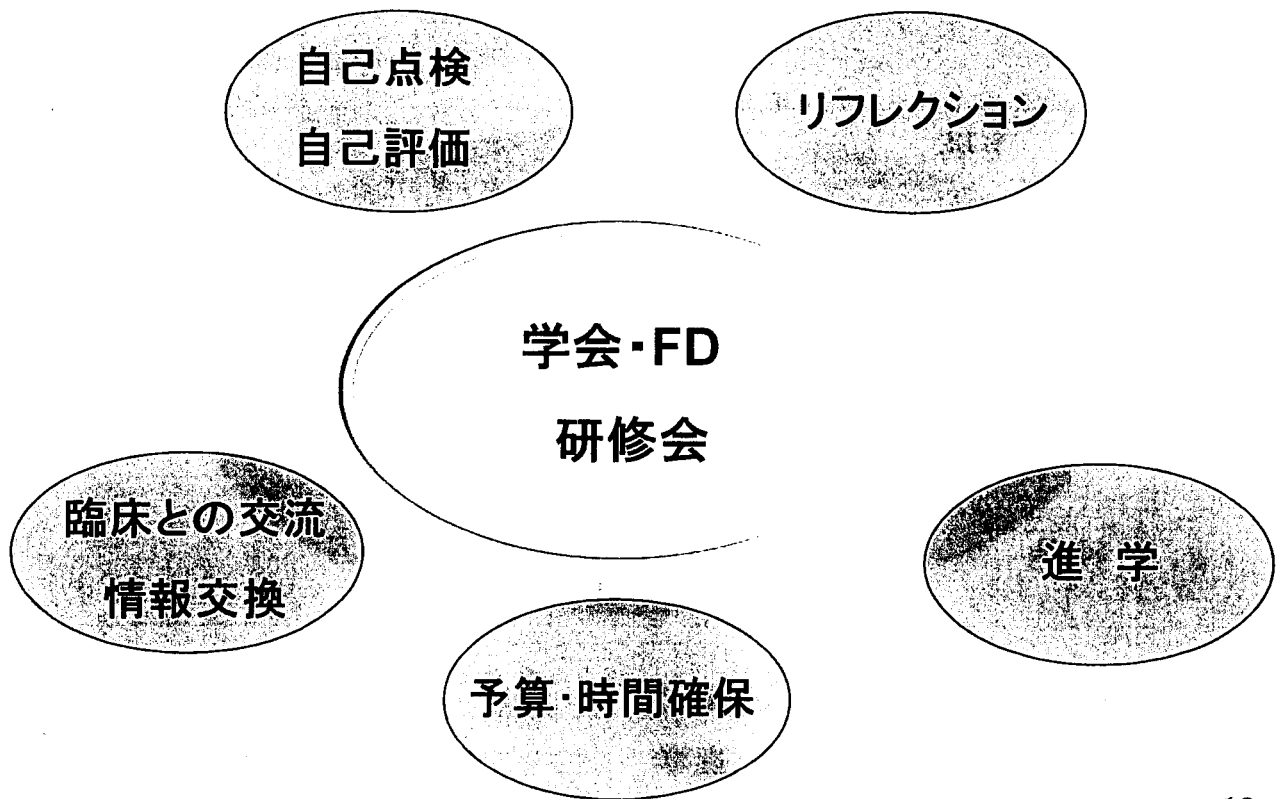 自己点検
自己評価
リフレクション
学会・FD
研修会
臨床との交流
情報交換
進 学
予算・時間確保